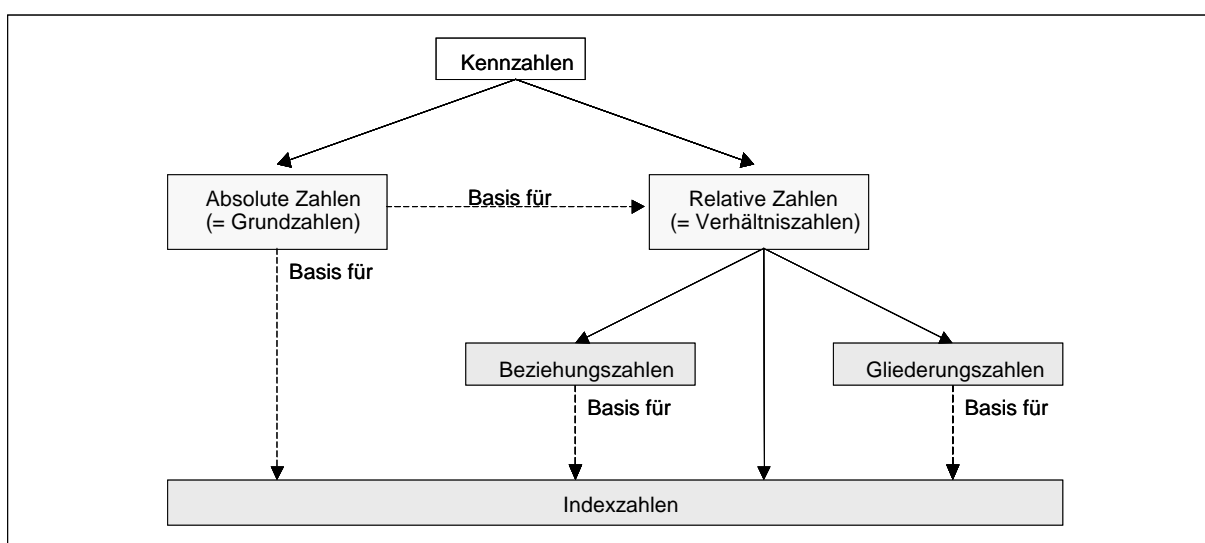 Kennzahlen
Absolute Zahlen
(= Grundzahlen)
Basis für
Relative Zahlen
(= Verhältniszahlen)
Basis für
Beziehungszahlen
Gliederungszahlen
Basis für
Basis für
Indexzahlen